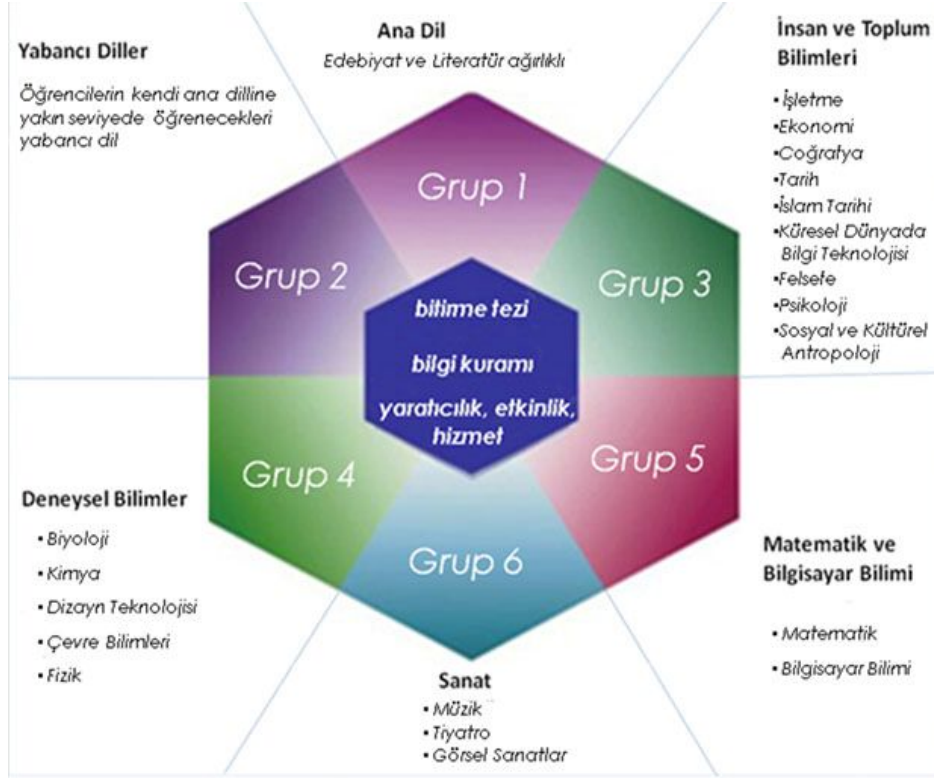 Yabancı Diller
Öğrencilerin kendi ana dilline
yakın seviyede öğrenecekleri
yabancı dil
Ana Dil
Edebiyat ve Literatür ağırlıklı
İnsan ve Toplum
Bilimleri
•İşletme
•Ekonomi
•Coğrafya
•Tarih
•İslam Tarihi
•Küresel Dünyada
Bilgi Teknolojisi
•Felsefe
•Psikoloji
•Sosyal ve Kültürel
Antropoloji
Grup 1
Grup 2
Grup 3
bitirme tezi
bilgi kuramı
yaratıcılık, etkinlik,
hizmet
Grup 4
Grup 5
Grup 6
Deneysel Bilimler
• Biyoloji
• Kimya
• Dizayn Teknolojisi
• Çevre Bilimleri
• Fizik
Matematik ve
Bilgisayar Bilimi
• Matematik
• Bilgisayar Bilimi
Sanat
• Müzik
• Tiyatro
• Görsel Sanatlar